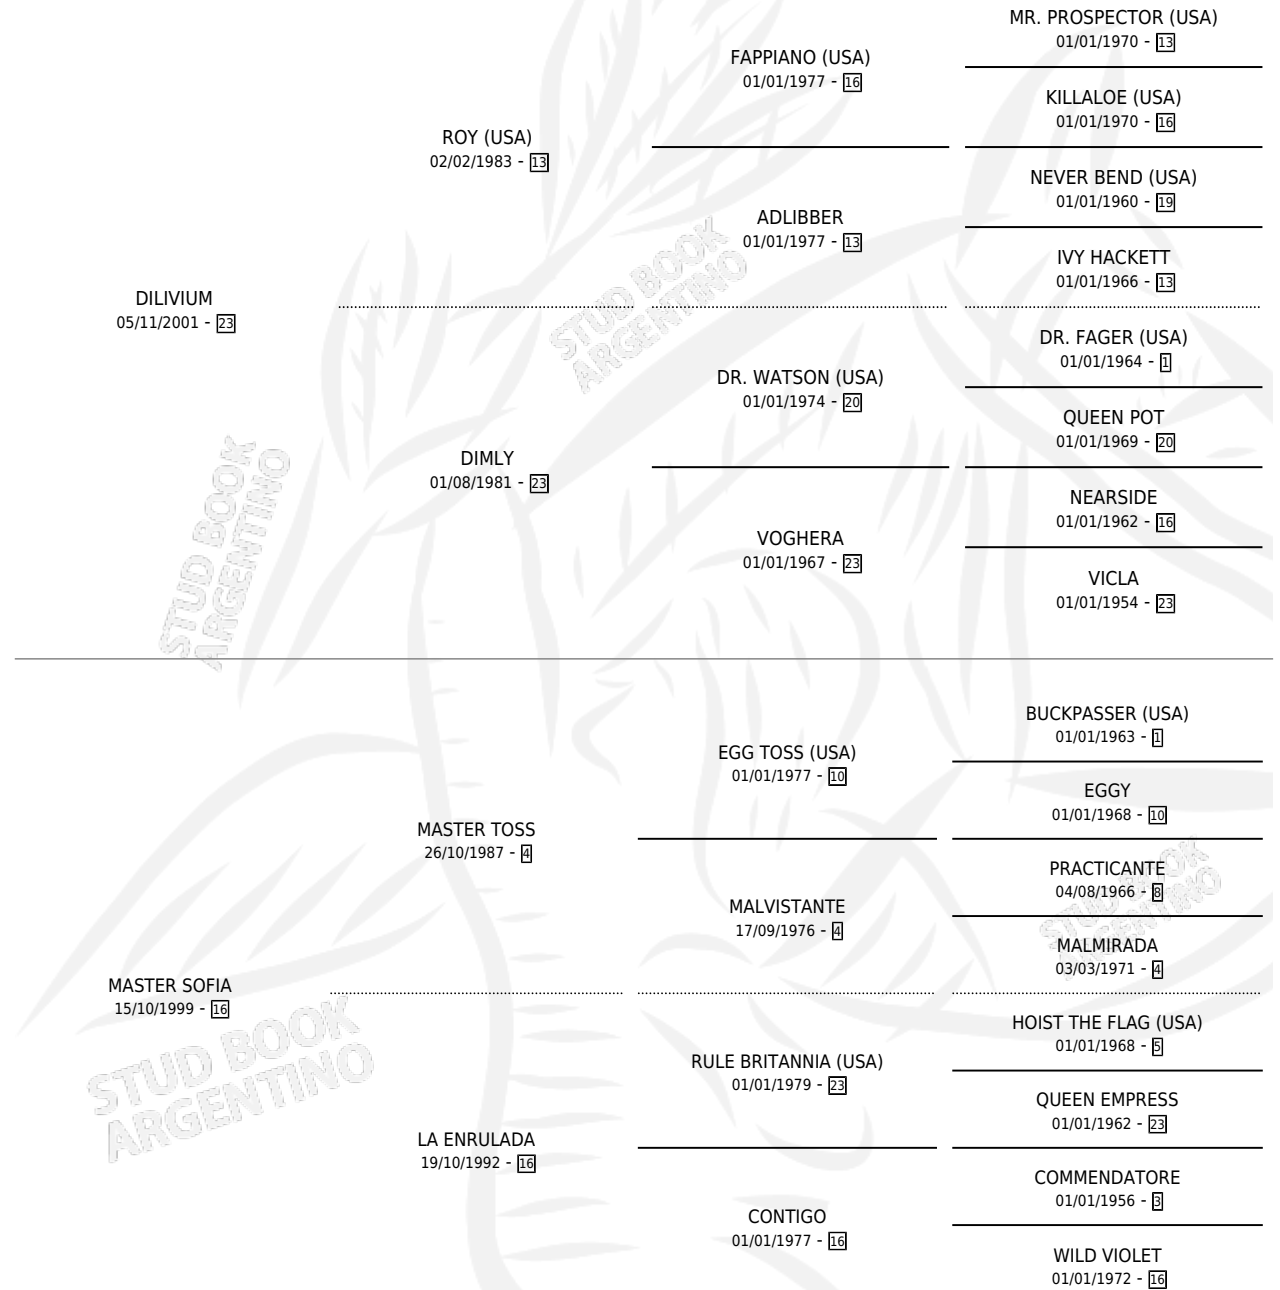 MR. PROSPECTOR (USA)
01/01/1970 - 13
FAPPIANO (USA)
01/01/1977 - 16
KILLALOE (USA)
01/01/1970 - 16
ROY (USA)
02/02/1983 - 13
NEVER BEND (USA)
01/01/1960 - 19
ADLIBBER
01/01/1977 - 13
IVY HACKETT
01/01/1966 - 13
DILIVIUM
05/11/2001 - 23
STUD BOOK
ARGENTINO
DR. FAGER (USA)
01/01/1964 - 1
DR. WATSON (USA)
01/01/1974 - 20
QUEEN POT
01/01/1969 - 20
DIMLY
01/08/1981 - 23
NEARSIDE
01/01/1962 - 16
VOGHERA
01/01/1967 - 23
VICLA
01/01/1954 - 23
STUD BOOK
ARGENTINO
BUCKPASSER (USA)
01/01/1963 - 1
EGG TOSS (USA)
01/01/1977 - 10
EGGY
01/01/1968 - 10
MASTER TOSS
26/10/1987 - 4
PRACTICANTE
04/08/1966 - 8
MALVISTANTE
17/09/1976 - 4
STUD BOOK
ARGENTINO
MALMIRADA
03/03/1971 - 4
MASTER SOFIA
15/10/1999 - 16
HOIST THE FLAG (USA)
01/01/1968 - 5
RULE BRITANNIA (USA)
01/01/1979 - 23
QUEEN EMPRESS
01/01/1962 - 23
STUD BOOK
ARGENTINO
LA ENRULADA
19/10/1992 - 16
COMMENDATORE
01/01/1956 - 3
CONTIGO
01/01/1977 - 16
WILD VIOLET
01/01/1972 - 16